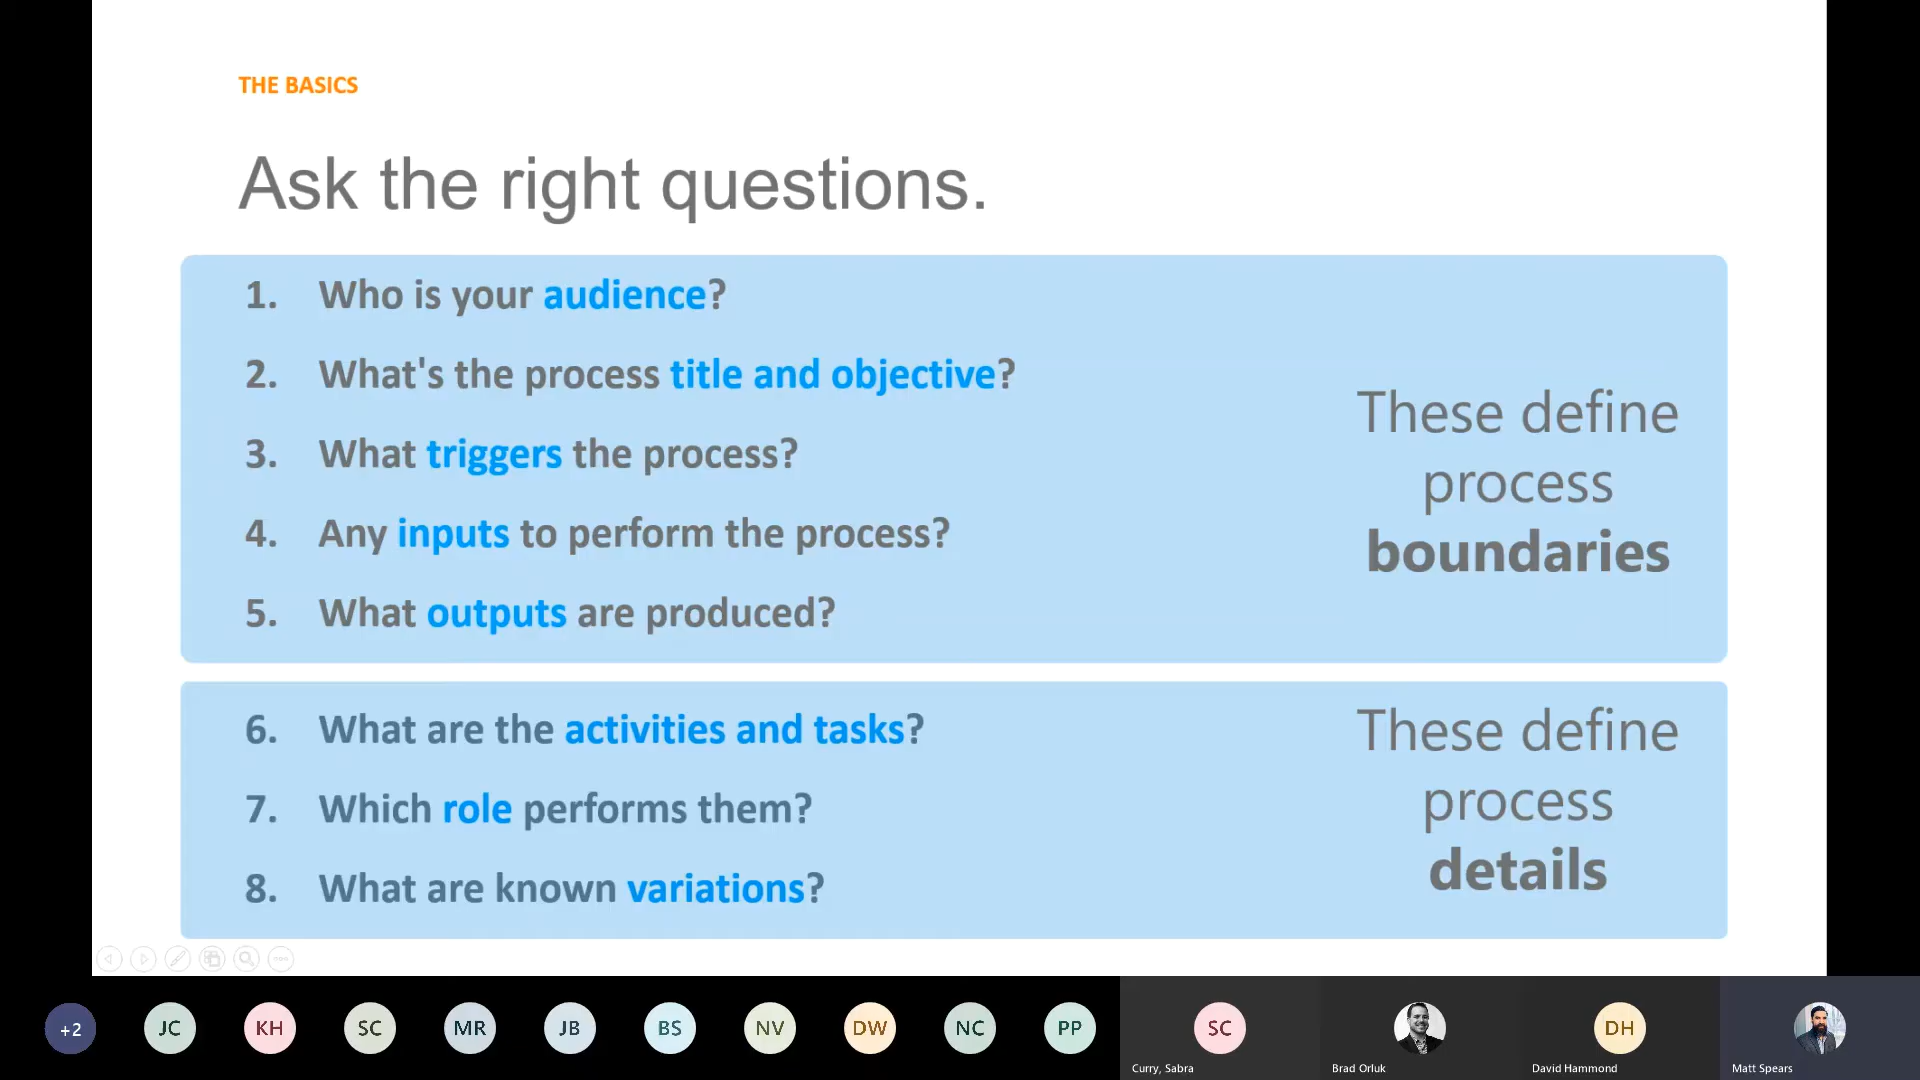 THE BASICS
Ask the right questions.
1. Who is your audience?
2. What's the process title and objective?
3. What triggers the process?
4. Any inputs to perform the process?
5. What outputs are produced?
These define
process
boundaries
6. What are the activities and tasks?
7. Which role performs them?
8. What are known variations?
These define
process
details
+2 JC KH SC MR JB BS NV DW NC PP SC DH
Curry, Sabra Brad Orluk David Hammond Matt Spears